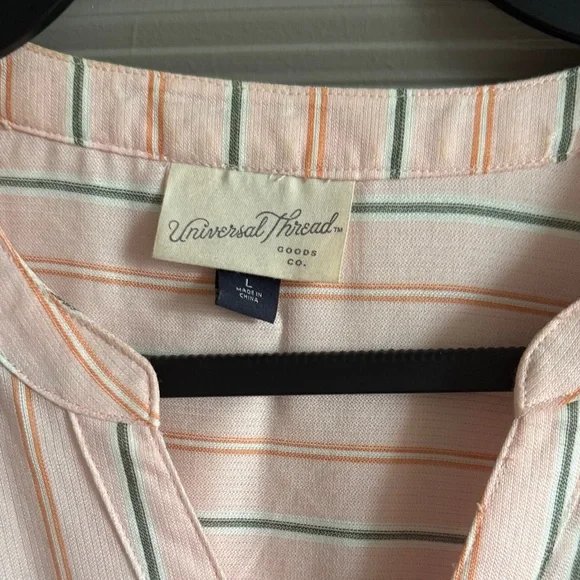 Universal Thread™
GOODS
CO.
L
MADE IN
CHINA